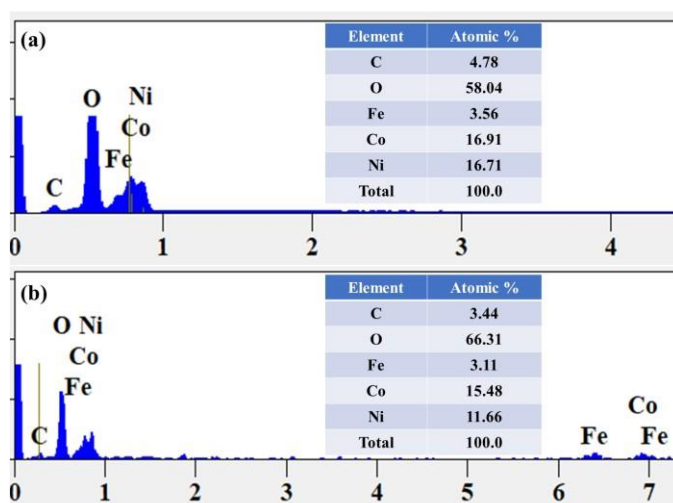 (a)
Element Atomic %
C 4.78
O 58.04
Fe 3.56
Co 16.91
Ni 16.71
Total 100.0
O Ni
Co
Fe
C
0 1 2 3 4
(b)
Element Atomic %
C 3.44
O 66.31
Fe 3.11
Co 15.48
Ni 11.66
Total 100.0
O Ni
Co
Fe
C
Co
Fe Fe
0 1 2 3 4 5 6 7